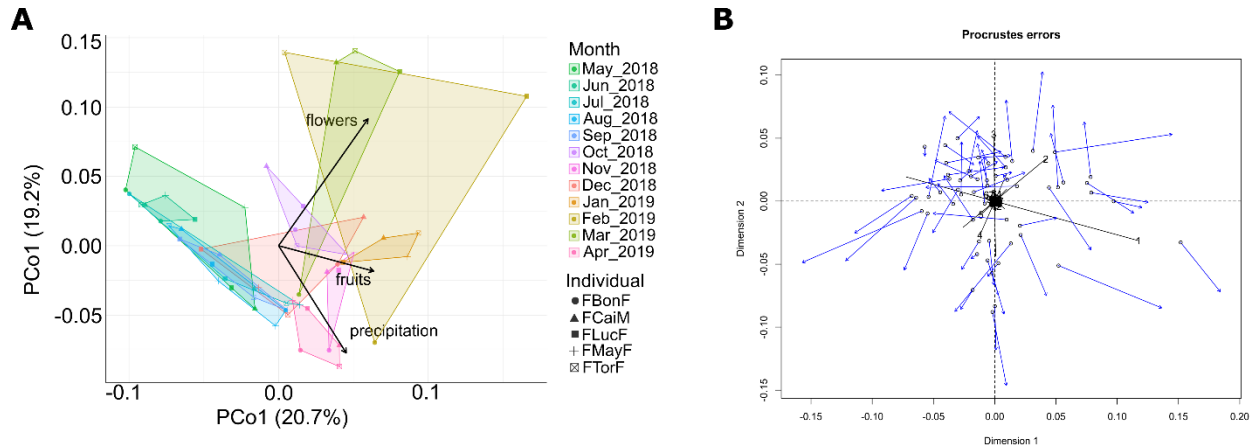 A
0.15
0.10
0.05
0.00
-0.05
PCo1 (19.2%)
flowers
fruits
precipitation
-0.1
0.0
0.1
PCo1 (20.7%)
Month
May_2018
Jun_2018
Jul_2018
Aug_2018
Sep_2018
Oct_2018
Nov_2018
Dec_2018
Jan_2019
Feb_2019
Mar_2019
Apr_2019
Individual
FBonF
FCaiM
FLucF
FMayF
FTorF
B
Procrustes errors
0.10
0.05
0.00
-0.05
-0.10
-0.15
Dimension 2
2
1
4
-0.15
-0.10
-0.05
0.00
0.05
0.10
0.15
0.20
Dimension 1